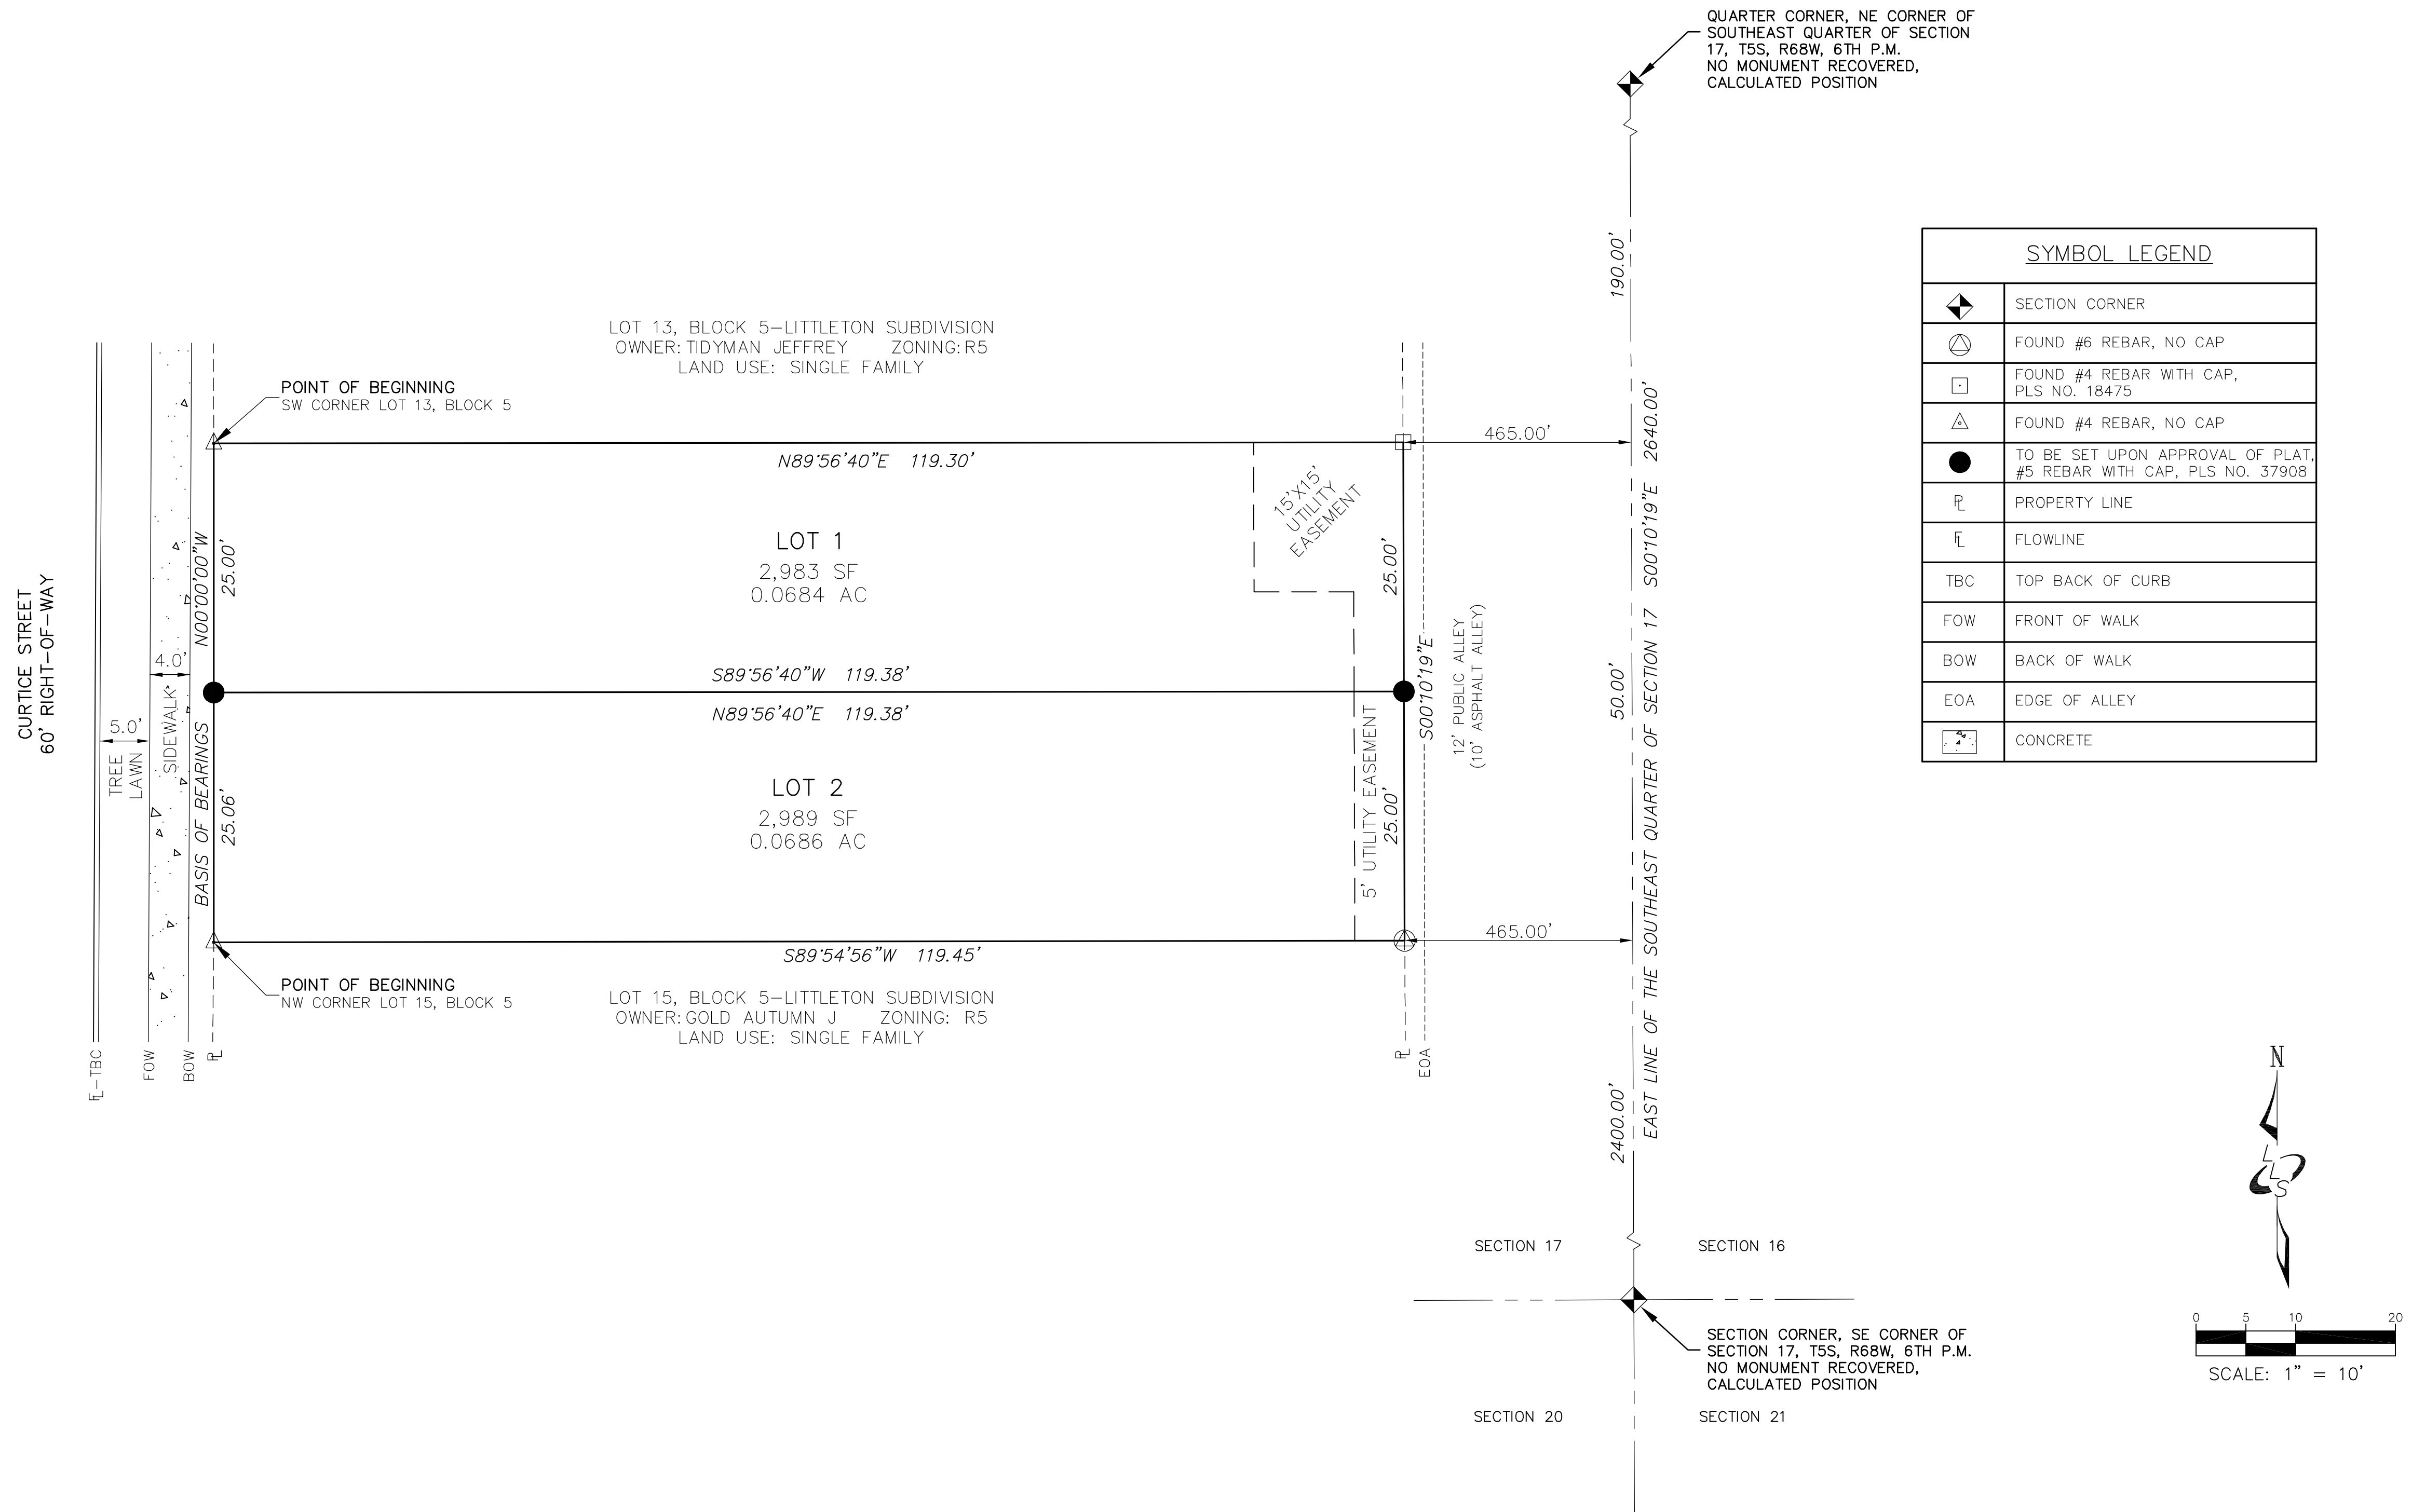 QUARTER CORNER, NE CORNER OF
SOUTHEAST QUARTER OF SECTION
17, T5S, R68W, 6TH P.M.
NO MONUMENT RECOVERED,
CALCULATED POSITION
190.00'
SYMBOL LEGEND
SECTION CORNER
FOUND #6 REBAR, NO CAP
FOUND #4 REBAR WITH CAP,
PLS NO. 18475
FOUND #4 REBAR, NO CAP
TO BE SET UPON APPROVAL OF PLAT,
#5 REBAR WITH CAP, PLS NO. 37908
PL PROPERTY LINE
FL FLOWLINE
TBC TOP BACK OF CURB
FOW FRONT OF WALK
BOW BACK OF WALK
EOA EDGE OF ALLEY
CONCRETE
LOT 13, BLOCK 5-LITTLETON SUBDIVISION
OWNER: TIDYMAN JEFFREY ZONING: R5
LAND USE: SINGLE FAMILY
POINT OF BEGINNING
SW CORNER LOT 13, BLOCK 5
465.00'
N89°56'40"E 119.30'
15'X15'
UTILITY
EASEMENT
LOT 1
2,983 SF
0.0684 AC
N00°00'00"W
25.00'
25.00'
CURTICE STREET
60' RIGHT-OF-WAY
4.0'
5.0'
TREE
LAWN
SIDEWALK
BASIS OF BEARINGS
25.06'
S89°56'40"W 119.38'
N89°56'40"E 119.38'
LOT 2
2,989 SF
0.0686 AC
5' UTILITY EASEMENT
25.00'
S00°10'19"E
12' PUBLIC ALLEY
(10' ASPHALT ALLEY)
50.00'
EAST LINE OF THE SOUTHEAST QUARTER OF SECTION 17 S00°10'19"E 2640.00'
465.00'
S89°54'56"W 119.45'
POINT OF BEGINNING
NW CORNER LOT 15, BLOCK 5
LOT 15, BLOCK 5-LITTLETON SUBDIVISION
OWNER: GOLD AUTUMN J ZONING: R5
LAND USE: SINGLE FAMILY
FL-TBC
FOW
BOW
PL
PL
EOA
2400.00'
N
LLS
SECTION 17
SECTION 16
SECTION CORNER, SE CORNER OF
SECTION 17, T5S, R68W, 6TH P.M.
NO MONUMENT RECOVERED,
CALCULATED POSITION
SECTION 20
SECTION 21
0 5 10 20
SCALE: 1" = 10'